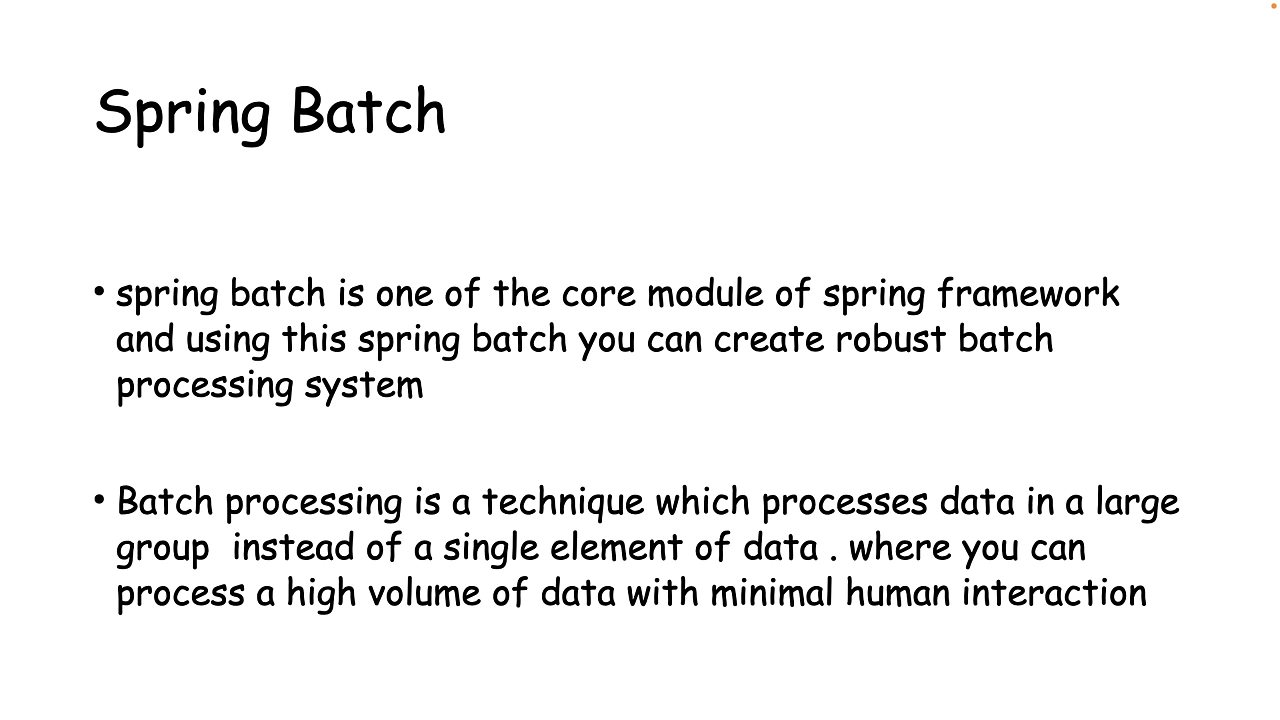 Spring Batch
• spring batch is one of the core module of spring framework
and using this spring batch you can create robust batch
processing system
• Batch processing is a technique which processes data in a large
group  instead of a single element of data . where you can
process a high volume of data with minimal human interaction